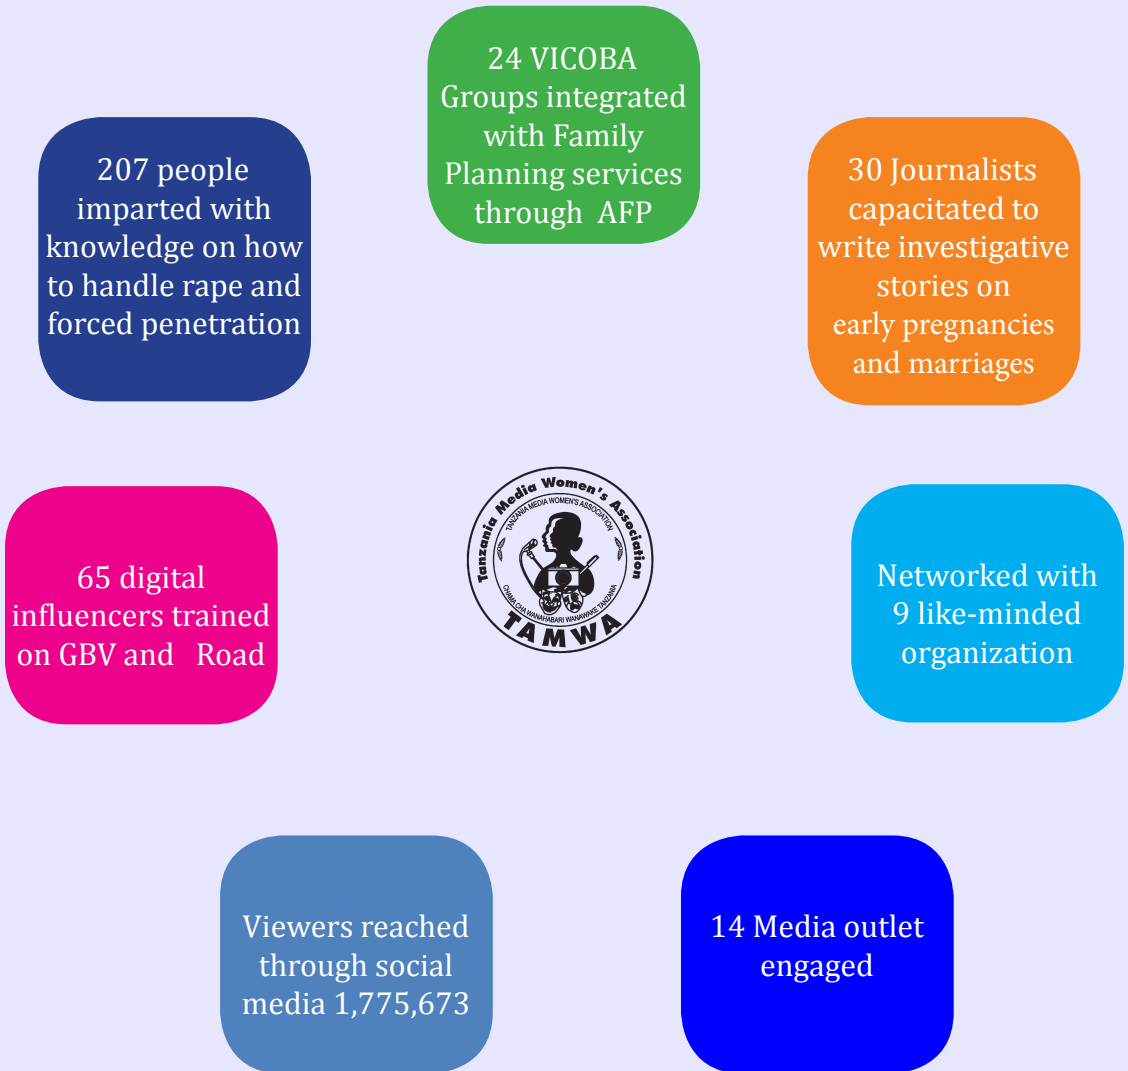 24 VICOBA
Groups integrated
with Family
Planning services
through AFP
207 people
imparted with
knowledge on how
to handle rape and
forced penetration
30 Journalists
capacitated to
write investigative
stories on
early pregnancies
and marriages
65 digital
influencers trained
on GBV and Road
Tanzania Media Women's Association
TANZANIA MEDIA WOMEN'S ASSOCIATION
CHAMA CHA WANAHABARI WANAWAKE TANZANIA
TAMWA
Networked with
9 like-minded
organization
Viewers reached
through social
media 1,775,673
14 Media outlet
engaged